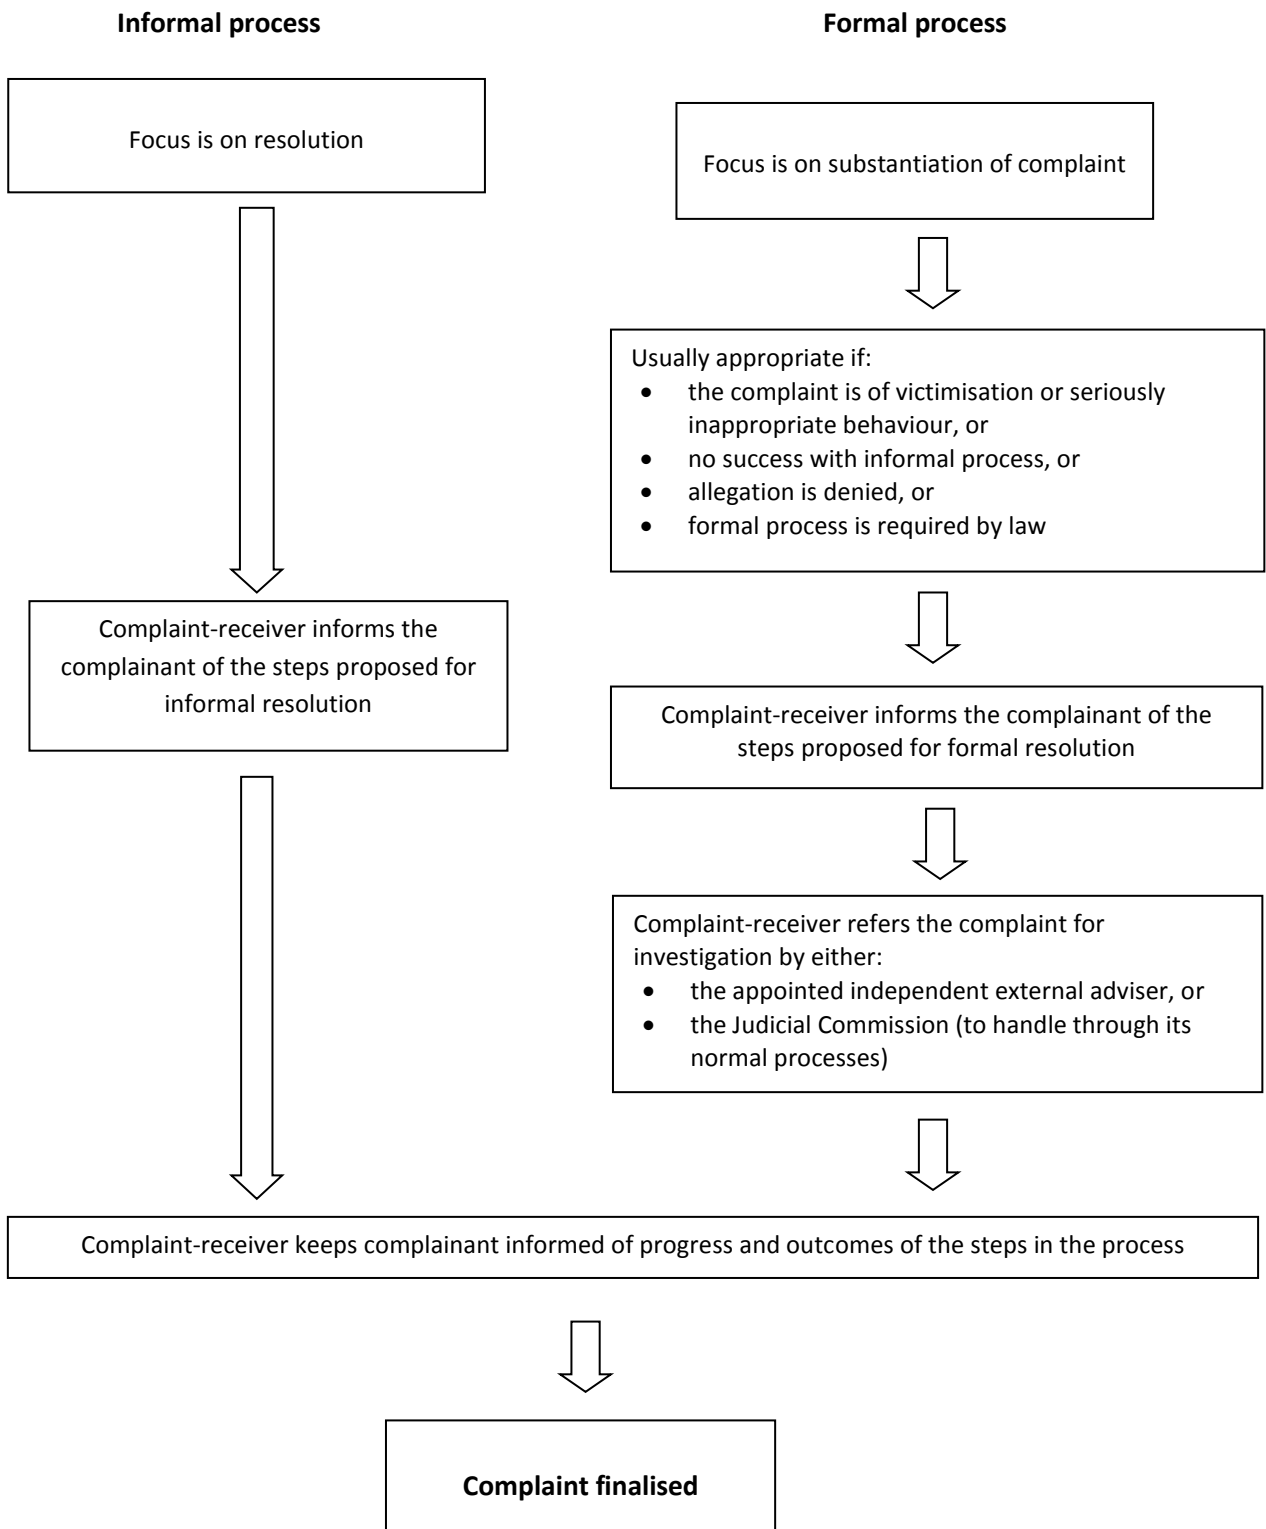 Informal process
Formal process
Focus is on resolution
Focus is on substantiation of complaint
Usually appropriate if:
• the complaint is of victimisation or seriously
inappropriate behaviour, or
• no success with informal process, or
• allegation is denied, or
• formal process is required by law
Complaint-receiver informs the
complainant of the steps proposed for
informal resolution
Complaint-receiver informs the complainant of the
steps proposed for formal resolution
Complaint-receiver refers the complaint for
investigation by either:
• the appointed independent external adviser, or
• the Judicial Commission (to handle through its
normal processes)
Complaint-receiver keeps complainant informed of progress and outcomes of the steps in the process
Complaint finalised